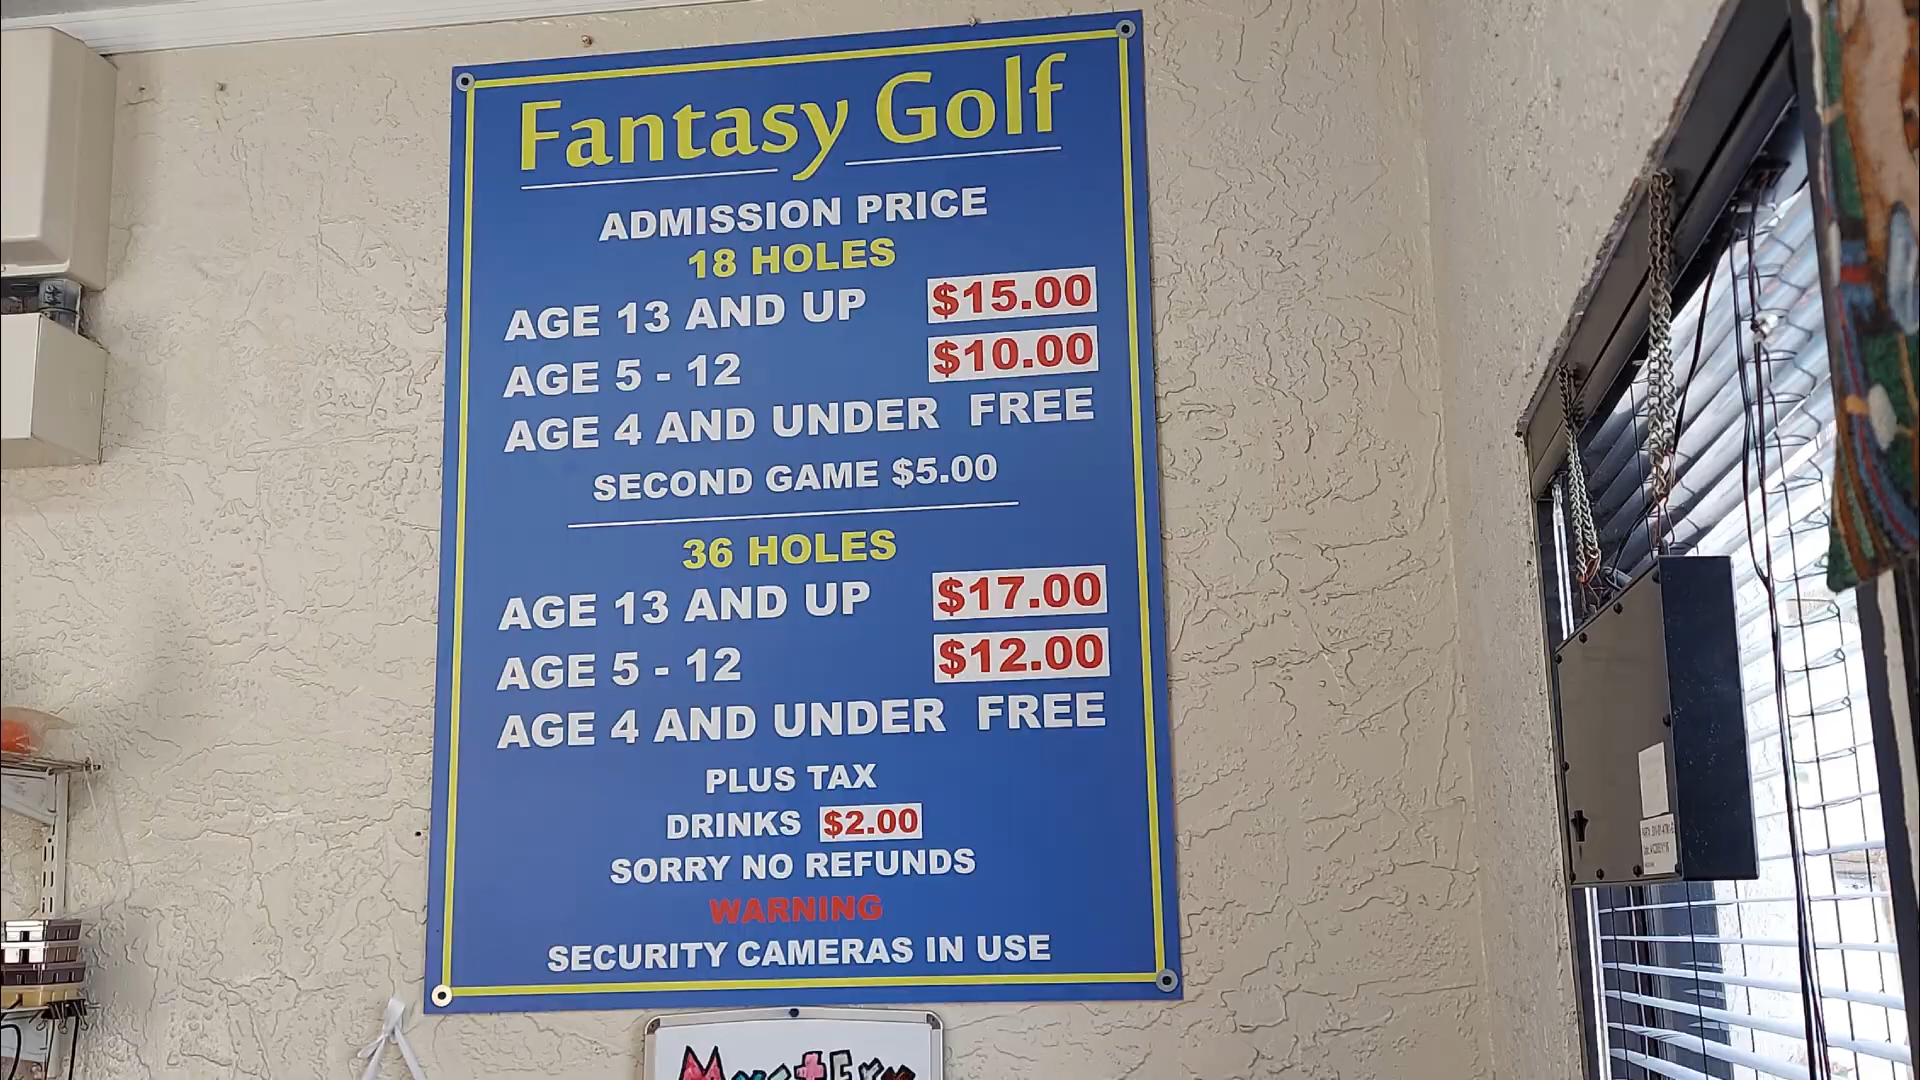 Fantasy Golf
ADMISSION PRICE
18 HOLES
AGE 13 AND UP $15.00
AGE 5 - 12 $10.00
AGE 4 AND UNDER FREE
SECOND GAME $5.00
36 HOLES
AGE 13 AND UP $17.00
AGE 5 - 12 $12.00
AGE 4 AND UNDER FREE
PLUS TAX
DRINKS $2.00
SORRY NO REFUNDS
WARNING
SECURITY CAMERAS IN USE